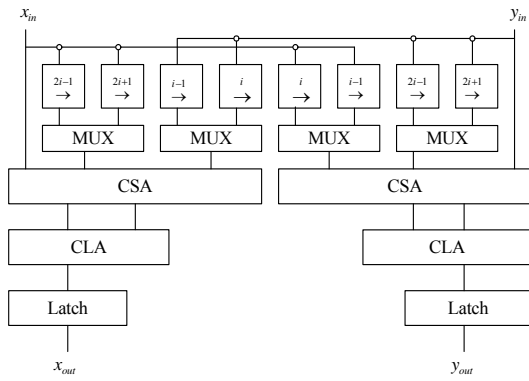 x_in y_in
2i−1 → 2i+1 → i−1 → i → i → i−1 → 2i−1 → 2i+1 →
MUX MUX MUX MUX
CSA CSA
CLA CLA
Latch Latch
x_out y_out